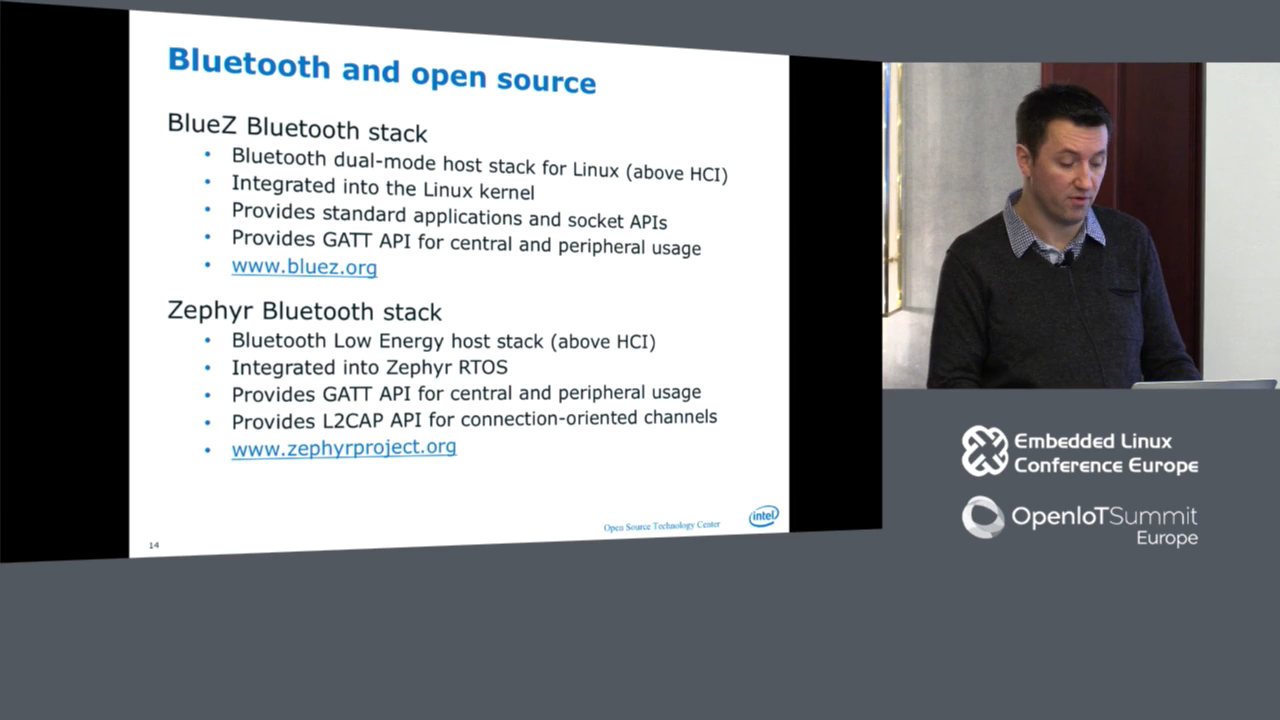 Bluetooth and open source
BlueZ Bluetooth stack
• Bluetooth dual-mode host stack for Linux (above HCI)
• Integrated into the Linux kernel
• Provides standard applications and socket APIs
• Provides GATT API for central and peripheral usage
• www.bluez.org
Zephyr Bluetooth stack
• Bluetooth Low Energy host stack (above HCI)
• Integrated into Zephyr RTOS
• Provides GATT API for central and peripheral usage
• Provides L2CAP API for connection-oriented channels
• www.zephyrproject.org
Open Source Technology Center
intel
14
Embedded Linux
Conference Europe
OpenIoTSummit
Europe